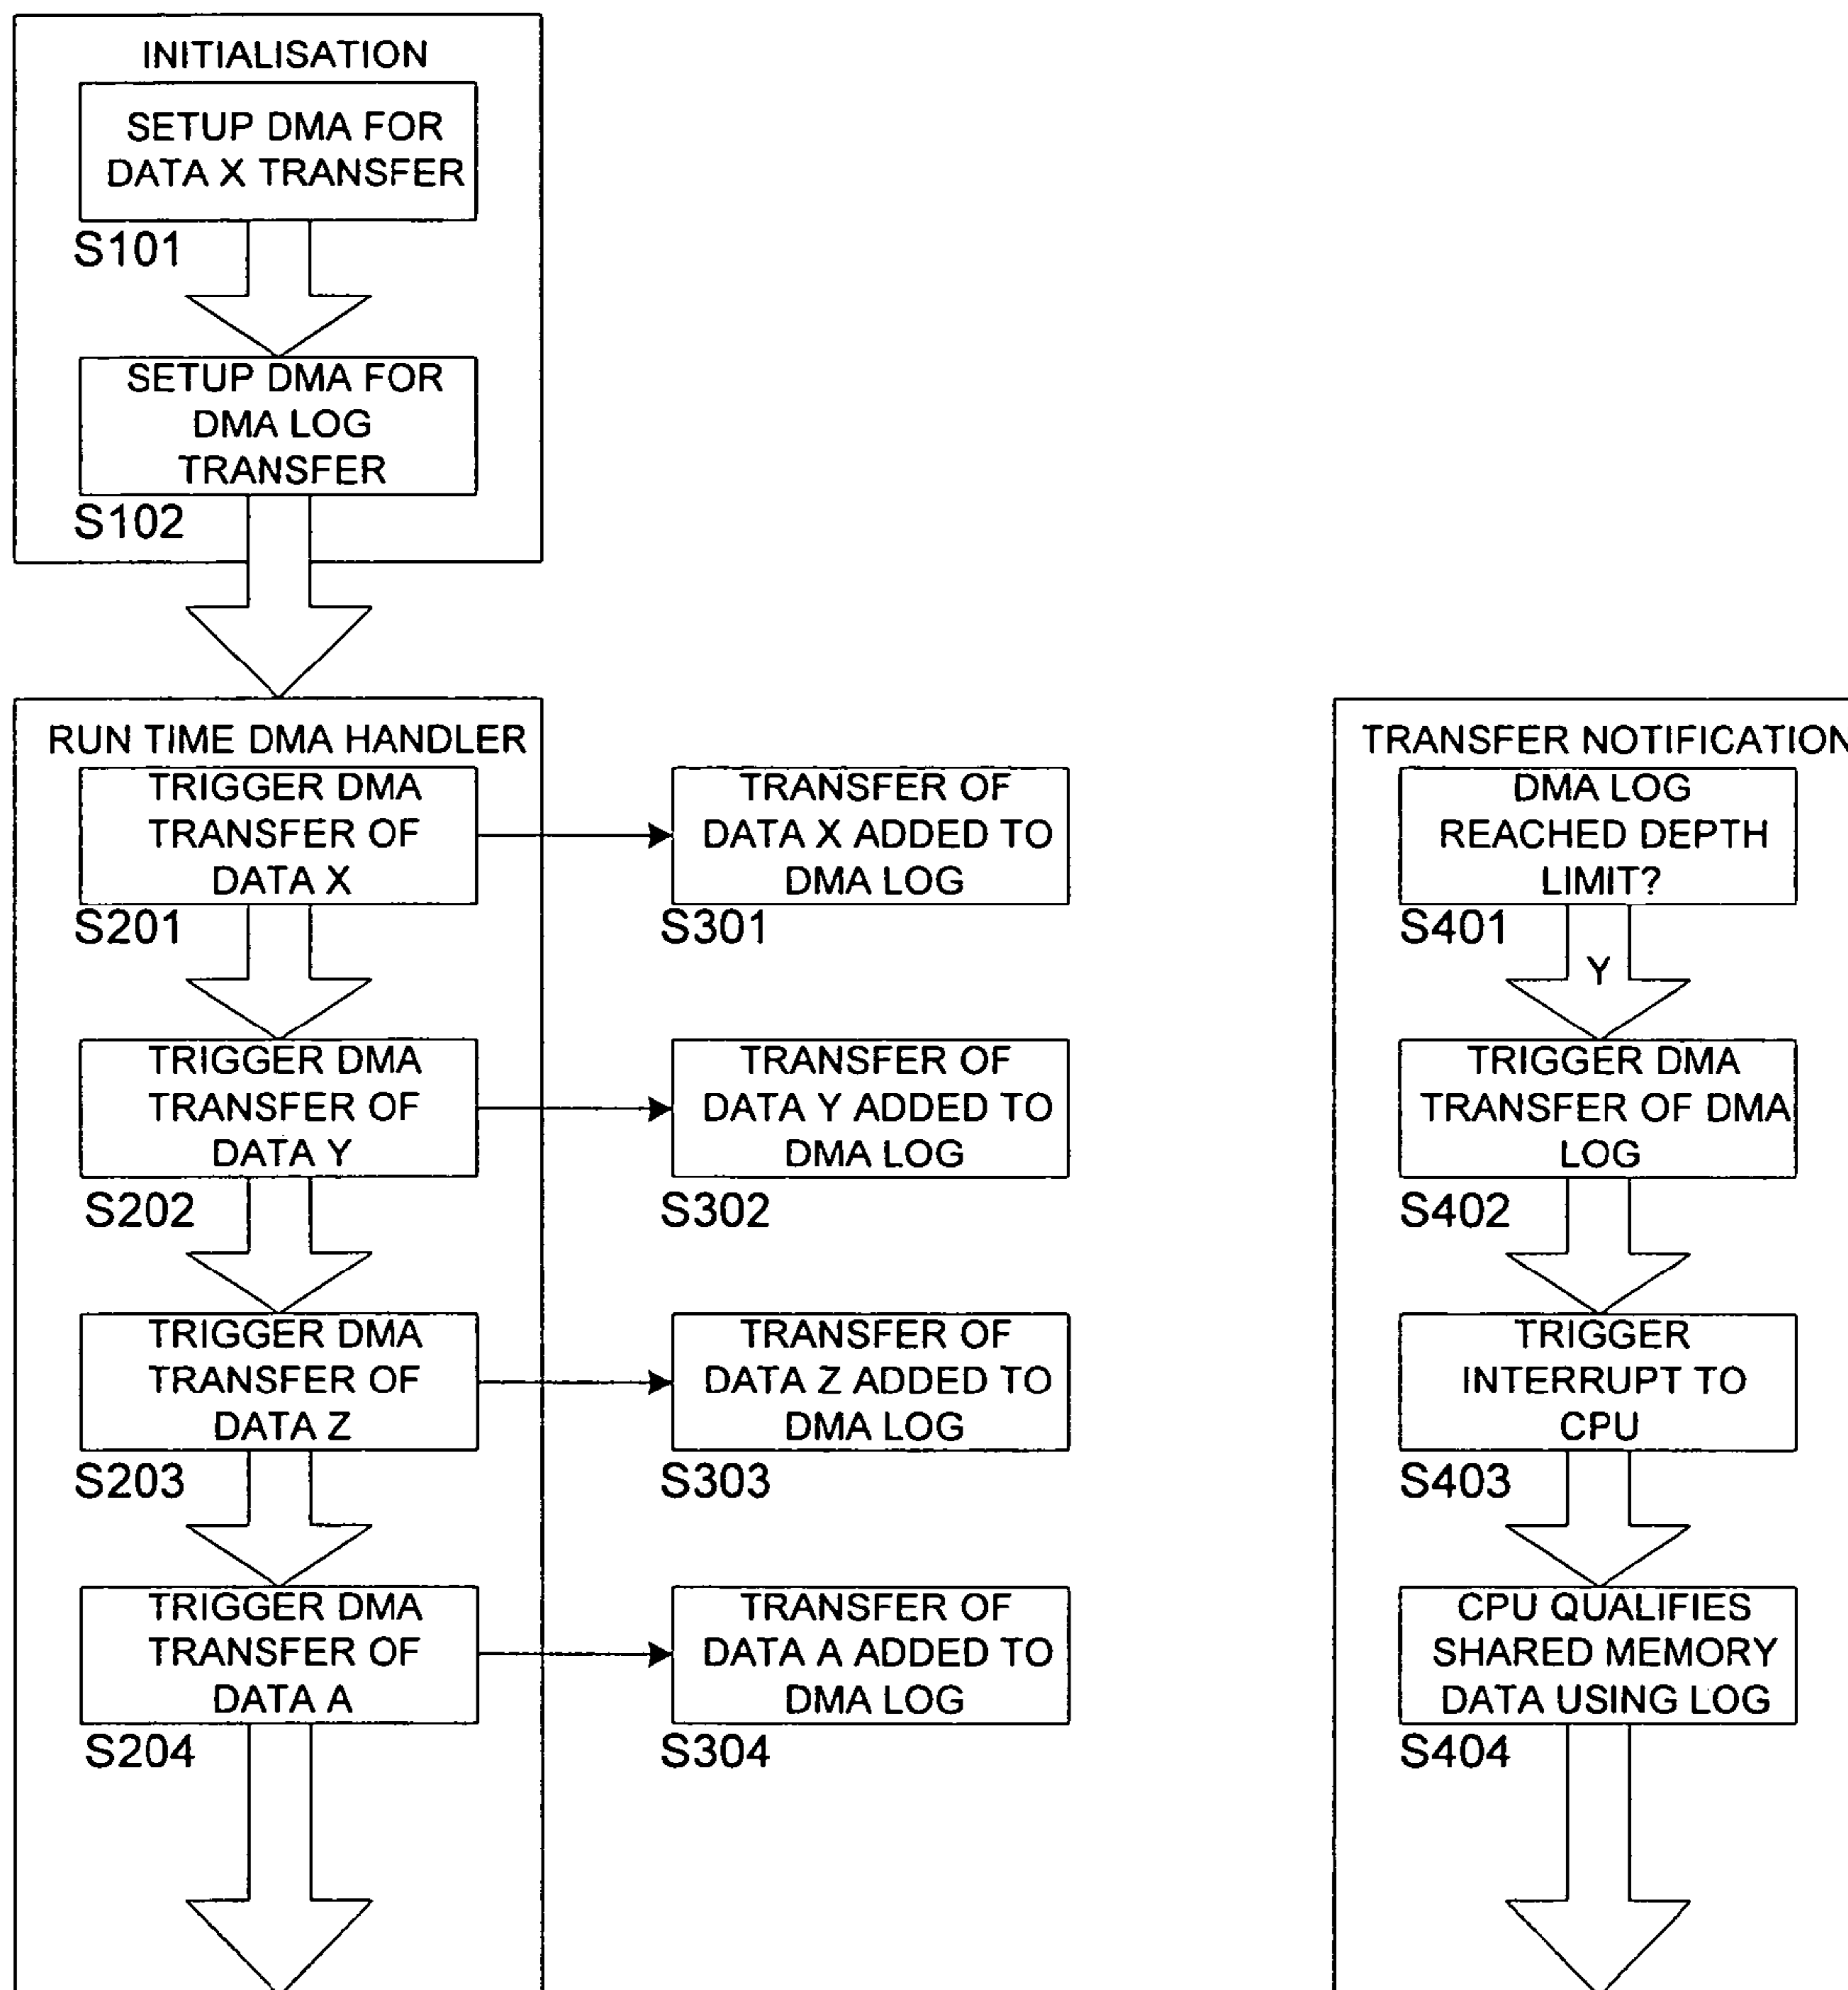 INITIALISATION
SETUP DMA FOR
DATA X TRANSFER
S101
SETUP DMA FOR
DMA LOG
TRANSFER
S102
RUN TIME DMA HANDLER
TRIGGER DMA
TRANSFER OF
DATA X
S201
TRANSFER OF
DATA X ADDED TO
DMA LOG
S301
TRIGGER DMA
TRANSFER OF
DATA Y
S202
TRANSFER OF
DATA Y ADDED TO
DMA LOG
S302
TRIGGER DMA
TRANSFER OF
DATA Z
S203
TRANSFER OF
DATA Z ADDED TO
DMA LOG
S303
TRIGGER DMA
TRANSFER OF
DATA A
S204
TRANSFER OF
DATA A ADDED TO
DMA LOG
S304
TRANSFER NOTIFICATION
DMA LOG
REACHED DEPTH
LIMIT?
S401
Y
TRIGGER DMA
TRANSFER OF DMA
LOG
S402
TRIGGER
INTERRUPT TO
CPU
S403
CPU QUALIFIES
SHARED MEMORY
DATA USING LOG
S404